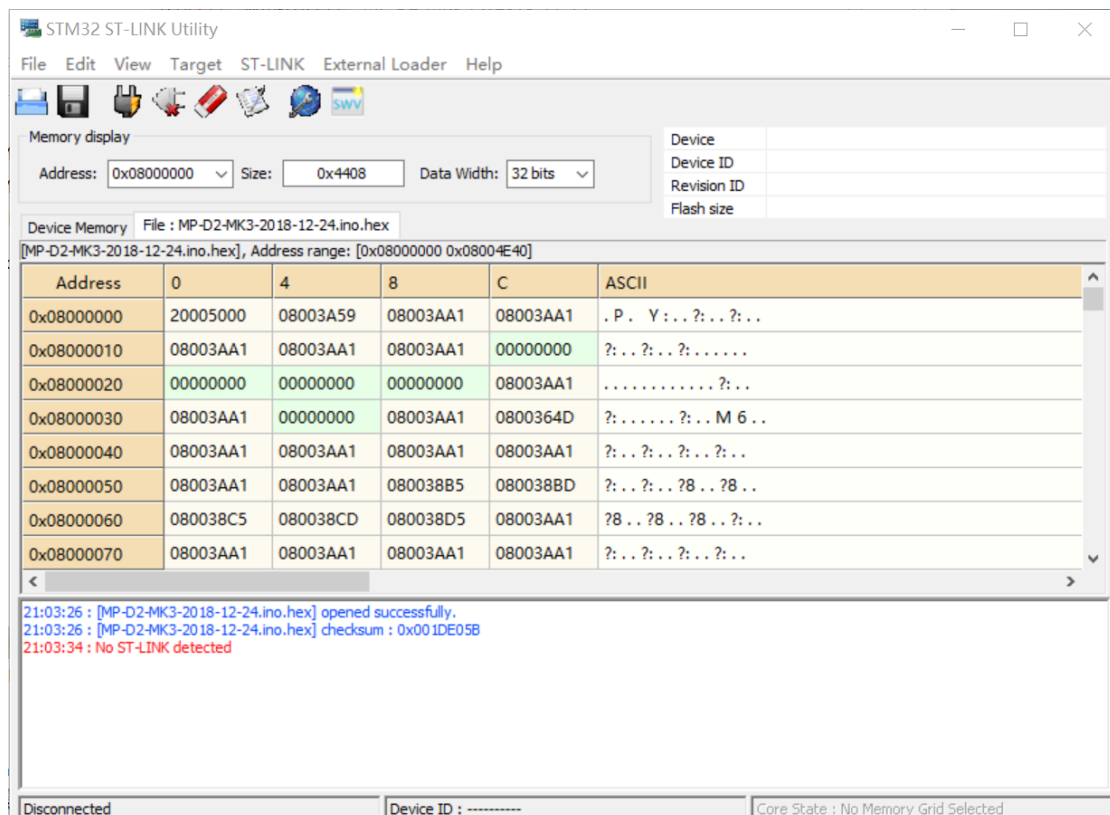 STM32 ST-LINK Utility
File Edit View Target ST-LINK External Loader Help
SWV
Memory display
Address: 0x08000000 Size: 0x4408 Data Width: 32 bits
Device
Device ID
Revision ID
Flash size
Device Memory File : MP-D2-MK3-2018-12-24.ino.hex
[MP-D2-MK3-2018-12-24.ino.hex], Address range: [0x08000000 0x08004E40]
Address 0 4 8 C ASCII
0x08000000 20005000 08003A59 08003AA1 08003AA1 . P . Y : . . ?: . . ?: . .
0x08000010 08003AA1 08003AA1 08003AA1 00000000 ?: . . ?: . . ?: . . . . . .
0x08000020 00000000 00000000 00000000 08003AA1 . . . . . . . . . . . . ?: . .
0x08000030 08003AA1 00000000 08003AA1 0800364D ?: . . . . . . ?: . . M 6 . .
0x08000040 08003AA1 08003AA1 08003AA1 08003AA1 ?: . . ?: . . ?: . . ?: . .
0x08000050 08003AA1 08003AA1 080038B5 080038BD ?: . . ?: . . ?8 . . ?8 . .
0x08000060 080038C5 080038CD 080038D5 08003AA1 ?8 . . ?8 . . ?8 . . ?: . .
0x08000070 08003AA1 08003AA1 08003AA1 08003AA1 ?: . . ?: . . ?: . . ?: . .
21:03:26 : [MP-D2-MK3-2018-12-24.ino.hex] opened successfully.
21:03:26 : [MP-D2-MK3-2018-12-24.ino.hex] checksum : 0x001DE05B
21:03:34 : No ST-LINK detected
Disconnected Device ID : ---------- Core State : No Memory Grid Selected